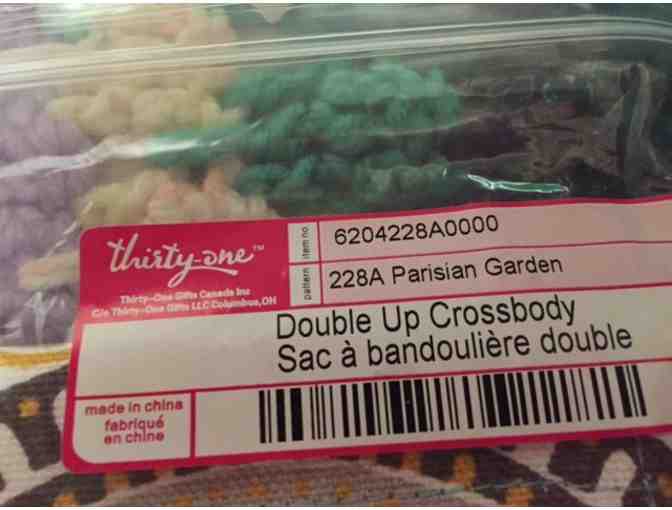 thirty-one™
Thirty-One Gifts Canada Inc
C/o Thirty-One Gifts LLC Columbus,OH
item no
6204228A0000
pattern
228A Parisian Garden
Double Up Crossbody
Sac à bandoulière double
made in china
fabriqué
en chine